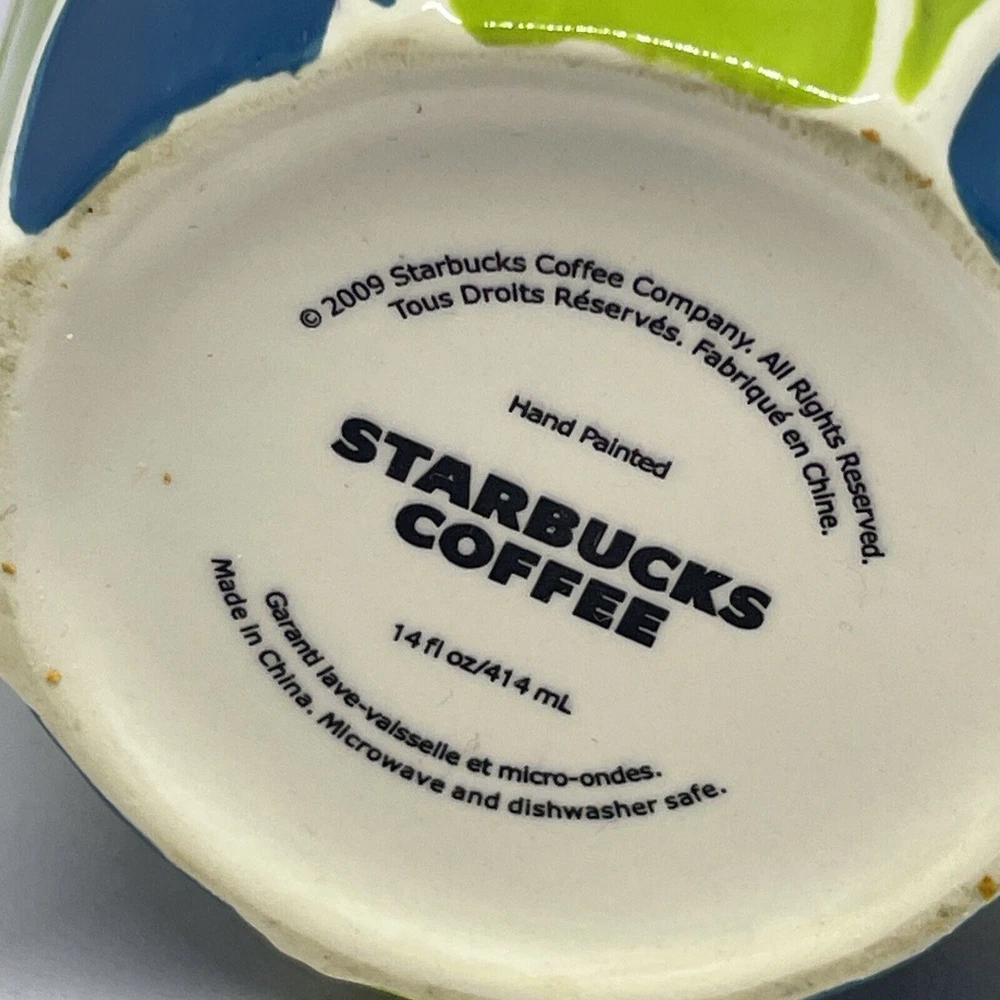 © 2009 Starbucks Coffee Company. All Rights Reserved.
Tous Droits Réservés. Fabriqué en Chine.
Hand Painted
STARBUCKS
COFFEE
14 fl oz/414 mL
Garanti lave-vaisselle et micro-ondes.
Made in China. Microwave and dishwasher safe.